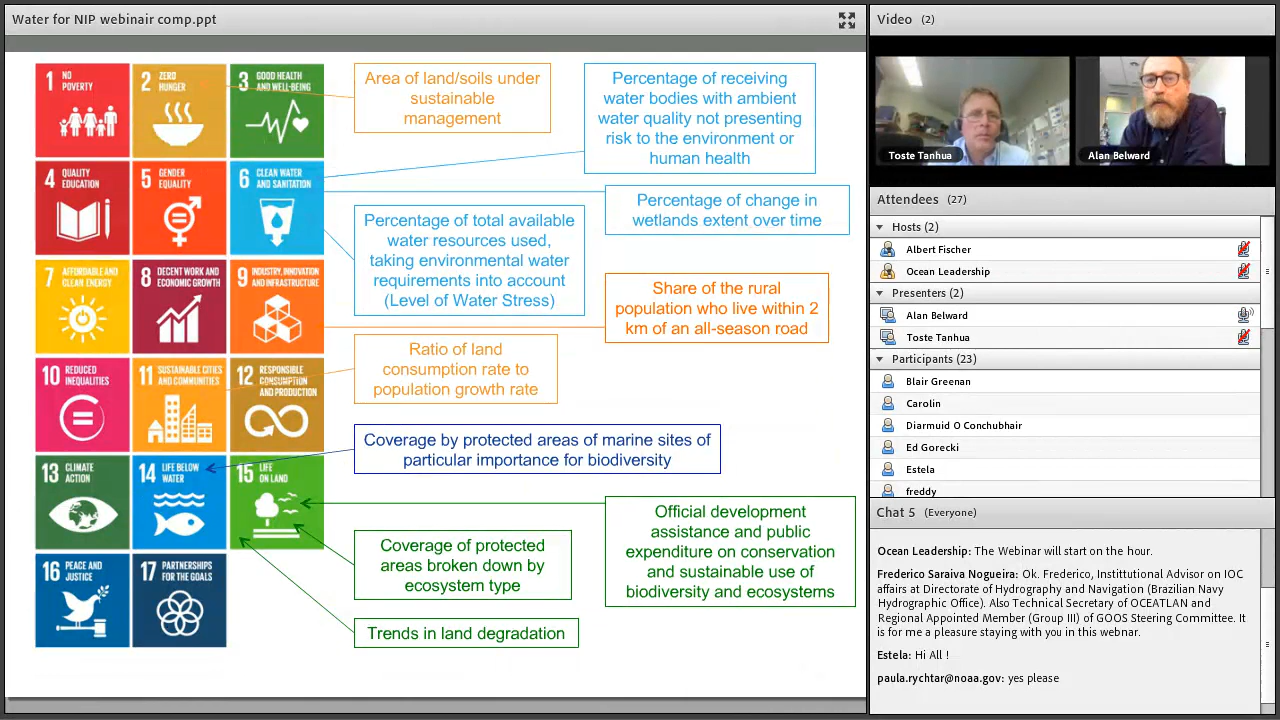 Water for NIP webinair comp.ppt
1 NO
POVERTY
2 ZERO
HUNGER
3 GOOD HEALTH
AND WELL-BEING
4 QUALITY
EDUCATION
5 GENDER
EQUALITY
6 CLEAN WATER
AND SANITATION
7 AFFORDABLE AND
CLEAN ENERGY
8 DECENT WORK AND
ECONOMIC GROWTH
9 INDUSTRY, INNOVATION
AND INFRASTRUCTURE
10 REDUCED
INEQUALITIES
11 SUSTAINABLE CITIES
AND COMMUNITIES
12 RESPONSIBLE
CONSUMPTION
AND PRODUCTION
13 CLIMATE
ACTION
14 LIFE BELOW
WATER
15 LIFE
ON LAND
16 PEACE AND
JUSTICE
17 PARTNERSHIPS
FOR THE GOALS
Area of land/soils under
sustainable
management
Percentage of receiving
water bodies with ambient
water quality not presenting
risk to the environment or
human health
Percentage of change in
wetlands extent over time
Percentage of total available
water resources used,
taking environmental water
requirements into account
(Level of Water Stress)
Share of the rural
population who live within 2
km of an all-season road
Ratio of land
consumption rate to
population growth rate
Coverage by protected areas of marine sites of
particular importance for biodiversity
Official development
assistance and public
expenditure on conservation
and sustainable use of
biodiversity and ecosystems
Coverage of protected
areas broken down by
ecosystem type
Trends in land degradation
Video (2)
Toste Tanhua
Alan Belward
Attendees (27)
Hosts (2)
Albert Fischer
Ocean Leadership
Presenters (2)
Alan Belward
Toste Tanhua
Participants (23)
Blair Greenan
Carolin
Diarmuid O Conchubhair
Ed Gorecki
Estela
freddy
Chat 5 (Everyone)
Ocean Leadership: The Webinar will start on the hour.
Frederico Saraiva Nogueira: Ok. Frederico, Insttitutional Advisor on IOC
affairs at Directorate of Hydrography and Navigation (Brazilian Navy
Hydrographic Office). Also Technical Secretary of OCEATLAN and
Regional Appointed Member (Group III) of GOOS Steering Committee. It
is for me a pleasure staying with you in this webnar.
Estela: Hi All !
paula.rychtar@noaa.gov: yes please